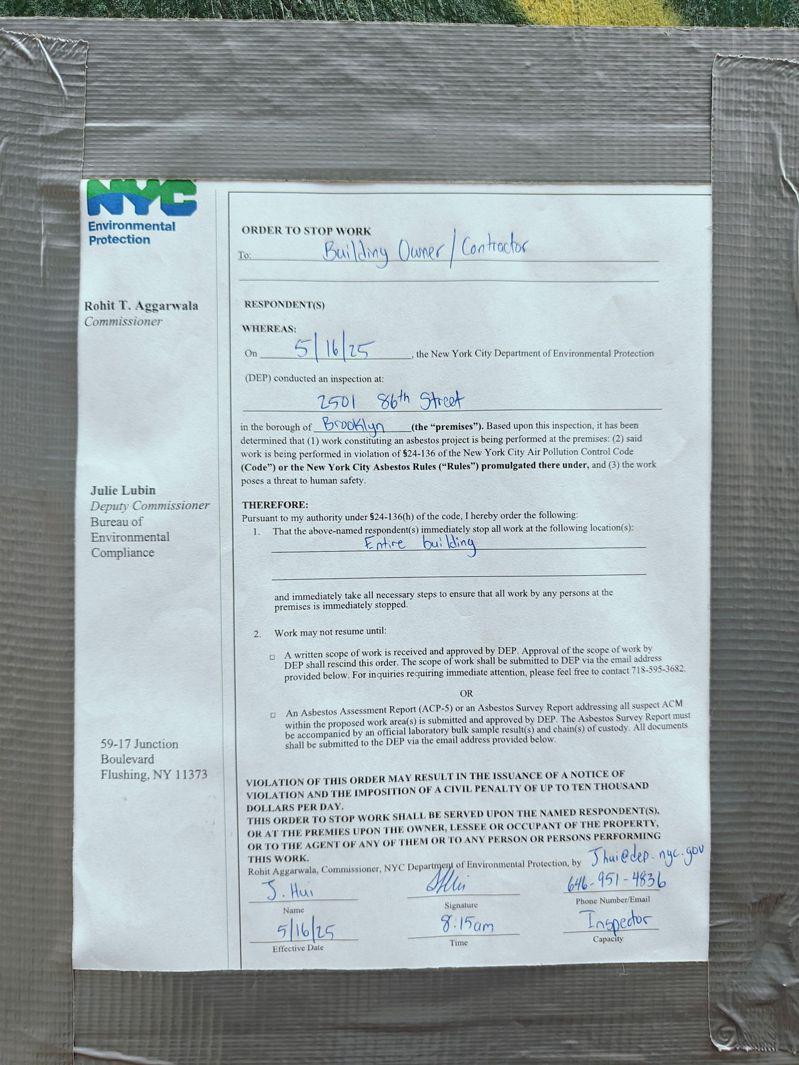 NYC
Environmental
Protection
Rohit T. Aggarwala
Commissioner
Julie Lubin
Deputy Commissioner
Bureau of
Environmental
Compliance
59-17 Junction
Boulevard
Flushing, NY 11373
ORDER TO STOP WORK
To: Building Owner/Contractor
RESPONDENT(S)
WHEREAS:
On 5/16/25, the New York City Department of Environmental Protection
(DEP) conducted an inspection at:
2501 86th Street
in the borough of Brooklyn (the “premises”). Based upon this inspection, it has been
determined that (1) work constituting an asbestos project is being performed at the premises: (2) said
work is being performed in violation of §24-136 of the New York City Air Pollution Control Code
(Code”) or the New York City Asbestos Rules (“Rules”) promulgated there under, and (3) the work
poses a threat to human safety.
THEREFORE:
Pursuant to my authority under §24-136(h) of the code, I hereby order the following:
1. That the above-named respondent(s) immediately stop all work at the following location(s):
Entire building
and immediately take all necessary steps to ensure that all work by any persons at the
premises is immediately stopped.
2. Work may not resume until:
□ A written scope of work is received and approved by DEP. Approval of the scope of work by
DEP shall rescind this order. The scope of work shall be submitted to DEP via the email address
provided below. For inquiries requiring immediate attention, please feel free to contact 718-595-3682.
OR
□ An Asbestos Assessment Report (ACP-5) or an Asbestos Survey Report addressing all suspect ACM
within the proposed work area(s) is submitted and approved by DEP. The Asbestos Survey Report must
be accompanied by an official laboratory bulk sample result(s) and chain(s) of custody. All documents
shall be submitted to the DEP via the email address provided below.
VIOLATION OF THIS ORDER MAY RESULT IN THE ISSUANCE OF A NOTICE OF
VIOLATION AND THE IMPOSITION OF A CIVIL PENALTY OF UP TO TEN THOUSAND
DOLLARS PER DAY.
THIS ORDER TO STOP WORK SHALL BE SERVED UPON THE NAMED RESPONDENT(S),
OR AT THE PREMIES UPON THE OWNER, LESSEE OR OCCUPANT OF THE PROPERTY,
OR TO THE AGENT OF ANY OF THEM OR TO ANY PERSON OR PERSONS PERFORMING
THIS WORK.
Rohit Aggarwala, Commissioner, NYC Department of Environmental Protection, by Jhui@dep.nyc.gov
J. Hui 646-951-4836
Name Signature Phone Number/Email
5/16/25 8:15am Inspector
Effective Date Time Capacity